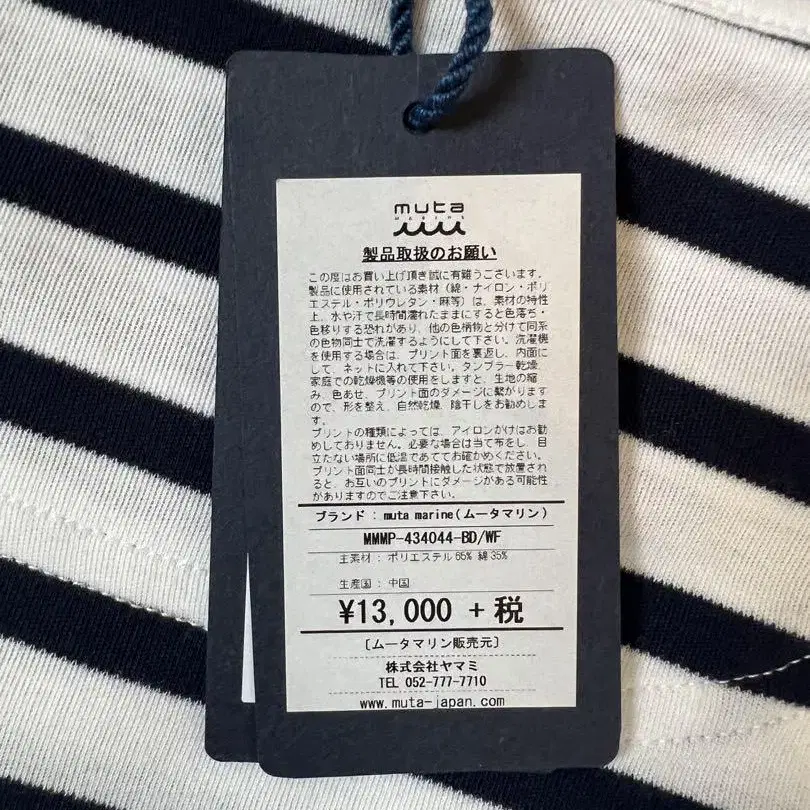 muta
MARINE
製品取扱のお願い
この度はお買い上げ頂き誠に有難うございます。
製品に使用されている素材（綿・ナイロン・ポリ
エステル・ポリウレタン・麻等）は、素材の特性
上、水や汗で長時間濡れたままにすると色落ち・
色移りする恐れがあり、他の色柄物と分けて同系
の色物同士で洗濯するようにして下さい。洗濯機
を使用する場合は、プリント面を裏返し、内面に
して、ネットに入れて下さい。タンブラー乾燥、
家庭での乾燥機等の使用をしますと、生地の縮
み、色あせ、プリント面のダメージに繋がります
ので、形を整え、自然乾燥、陰干しをお勧めしま
す。
プリントの種類によっては、アイロンがけはお勧
めしておりません。必要な場合は当て布をし、目
立たない場所に低温であててお確かめください。
プリント面同士が長時間接触した状態で放置され
ると、お互いのプリントにダメージがある可能性
がありますのでご注意下さい。
ブランド：muta marine(ムータマリン)
MMMP-434044-BD/WF
主素材：ポリエステル65% 綿35%
生産国：中国
¥13,000 +税
[ムータマリン販売元]
株式会社ヤマミ
TEL 052-777-7710
www.muta-japan.com